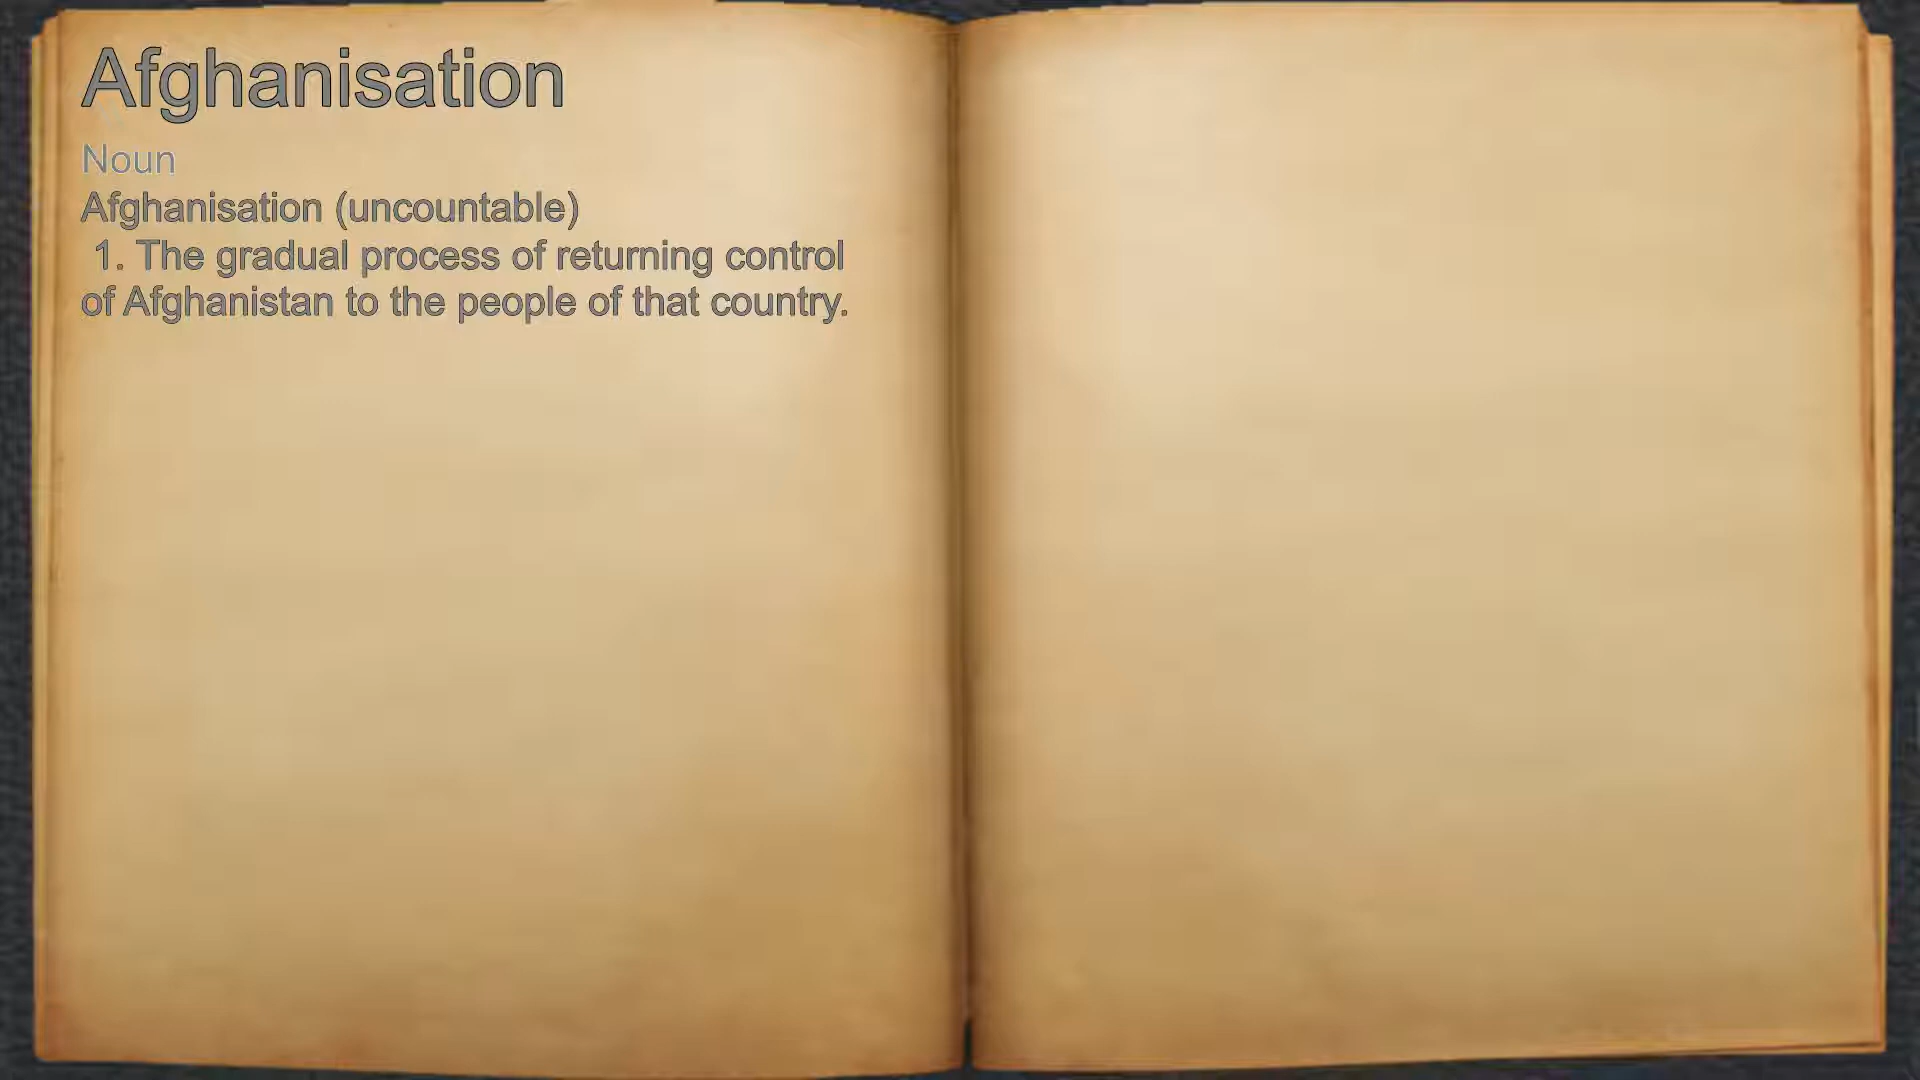 Afghanisation
Noun
Afghanisation (uncountable)
1. The gradual process of returning control
of Afghanistan to the people of that country.